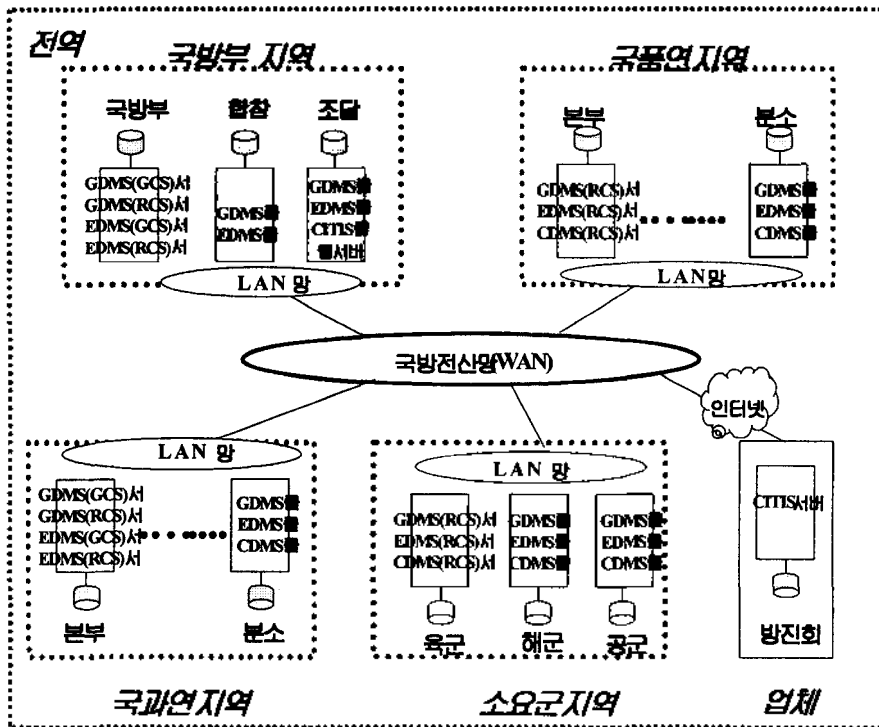 전역
국방부 지역
국방부
합참
조달
GDMS(GCS)서
GDMS(RCS)서
EDMS(GCS)서
EDMS(RCS)서
GDMS
EDMS
GDMS
EDMS
CITIS
서버
LAN 망
국품연지역
본부
분소
GDMS(RCS)서
EDMS(RCS)서
CDMS(RCS)서
GDMS
EDMS
CDMS
LAN망
국방전산망(WAN)
인터넷
LAN 망
GDMS(GCS)서
GDMS(RCS)서
EDMS(GCS)서
EDMS(RCS)서
GDMS
EDMS
CDMS
본부
분소
국과연지역
LAN 망
GDMS(RCS)서
EDMS(RCS)서
CDMS(RCS)서
GDMS
EDMS
CDMS
GDMS
EDMS
CDMS
육군
해군
공군
소요군지역
CITIS서버
방진회
업체